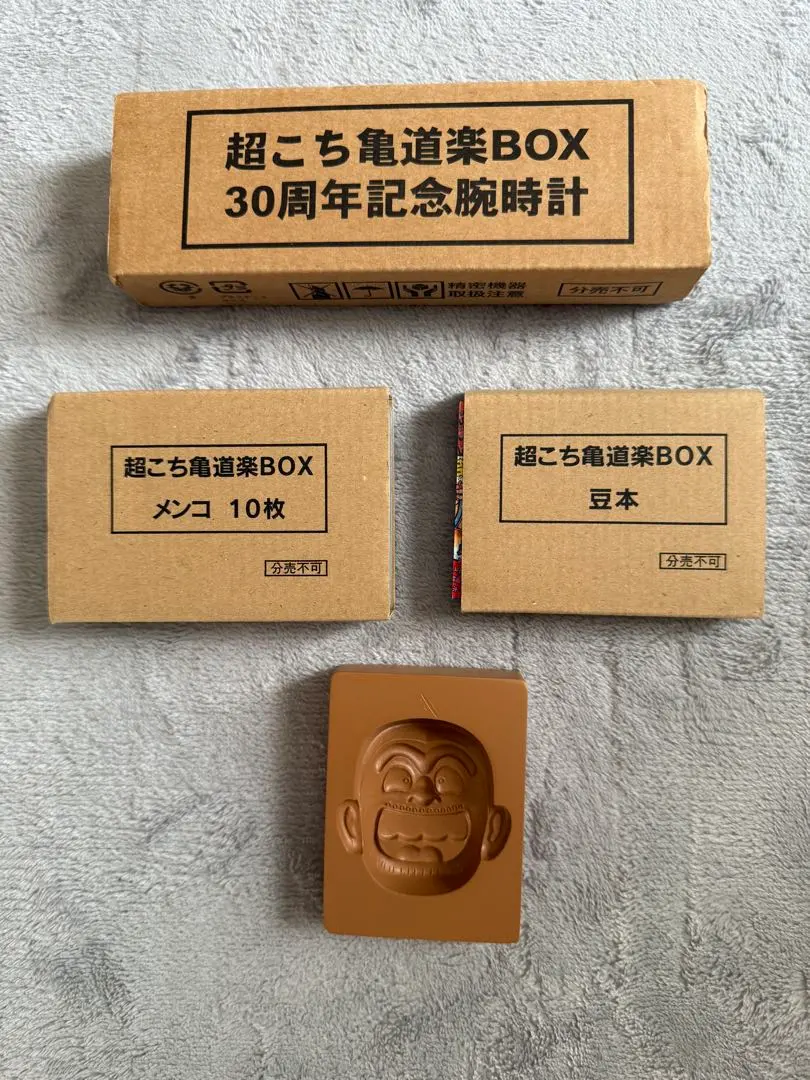 超こち亀道楽BOX
30周年記念腕時計
精密機器
取扱注意
分売不可
超こち亀道楽BOX
メンコ 10枚
分売不可
超こち亀道楽BOX
豆本
分売不可